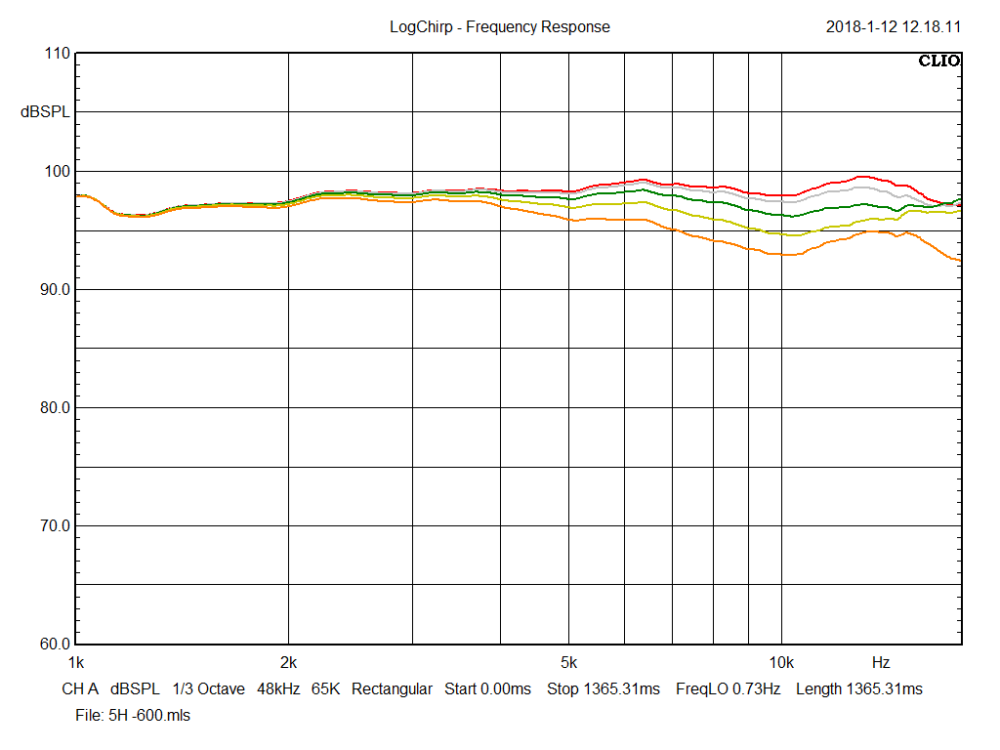 LogChirp - Frequency Response 2018-1-12 12.18.11
110
CLIO
dBSPL
100
90.0
80.0
70.0
60.0
1k 2k 5k 10k Hz
CH A dBSPL 1/3 Octave 48kHz 65K Rectangular Start 0.00ms Stop 1365.31ms FreqLO 0.73Hz Length 1365.31ms
File: 5H -600.mls